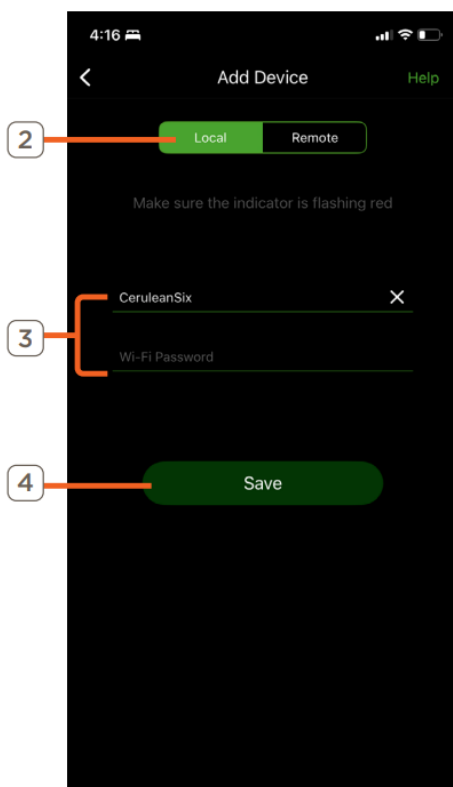 4:16
Add Device Help
2
Local Remote
Make sure the indicator is flashing red
CeruleanSix
3
Wi-Fi Password
4
Save